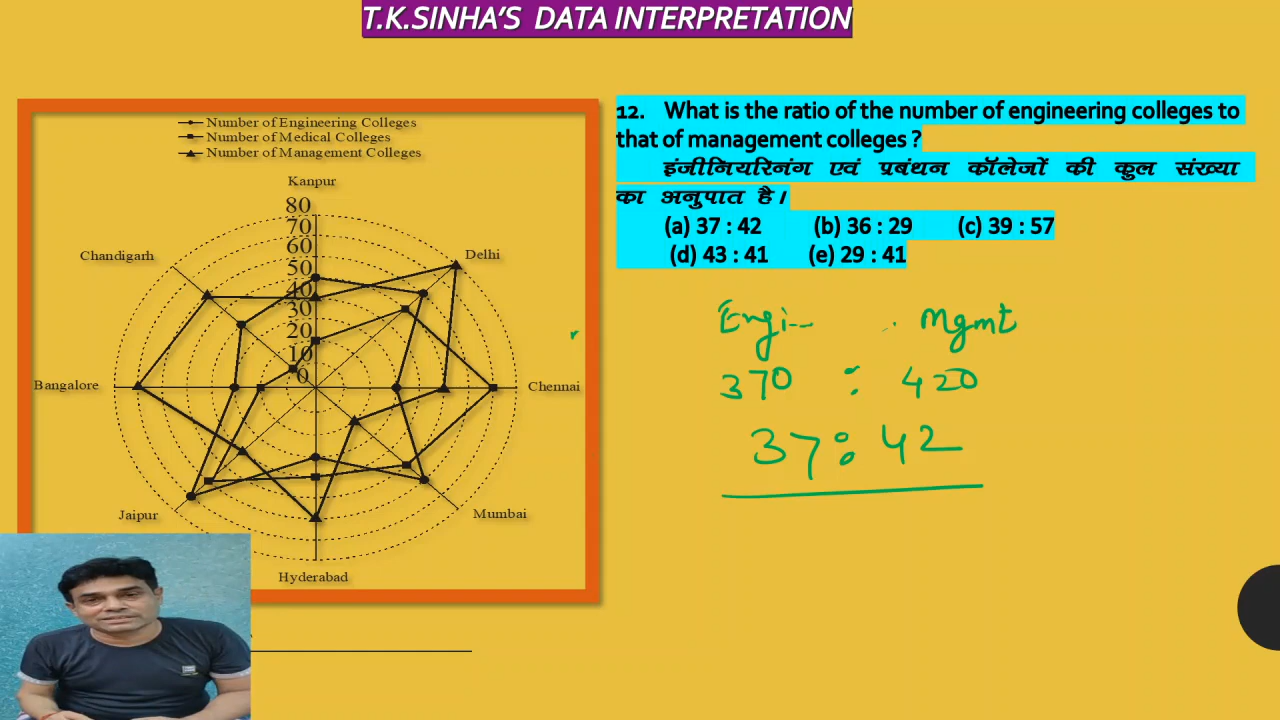 T.K.SINHA'S DATA INTERPRETATION
Number of Engineering Colleges
Number of Medical Colleges
Number of Management Colleges
Kanpur
80
70
60
50
40
30
20
10
0
Chandigarh
Delhi
Bangalore
Chennai
Jaipur
Mumbai
Hyderabad
12. What is the ratio of the number of engineering colleges to
that of management colleges ?
इंजीनियरिनंग एवं प्रबंधन कॉलेजों की कुल संख्या
का अनुपात है।
(a) 37 : 42 (b) 36 : 29 (c) 39 : 57
(d) 43 : 41 (e) 29 : 41
Engi-- Mgmt
370 : 420
37 : 42